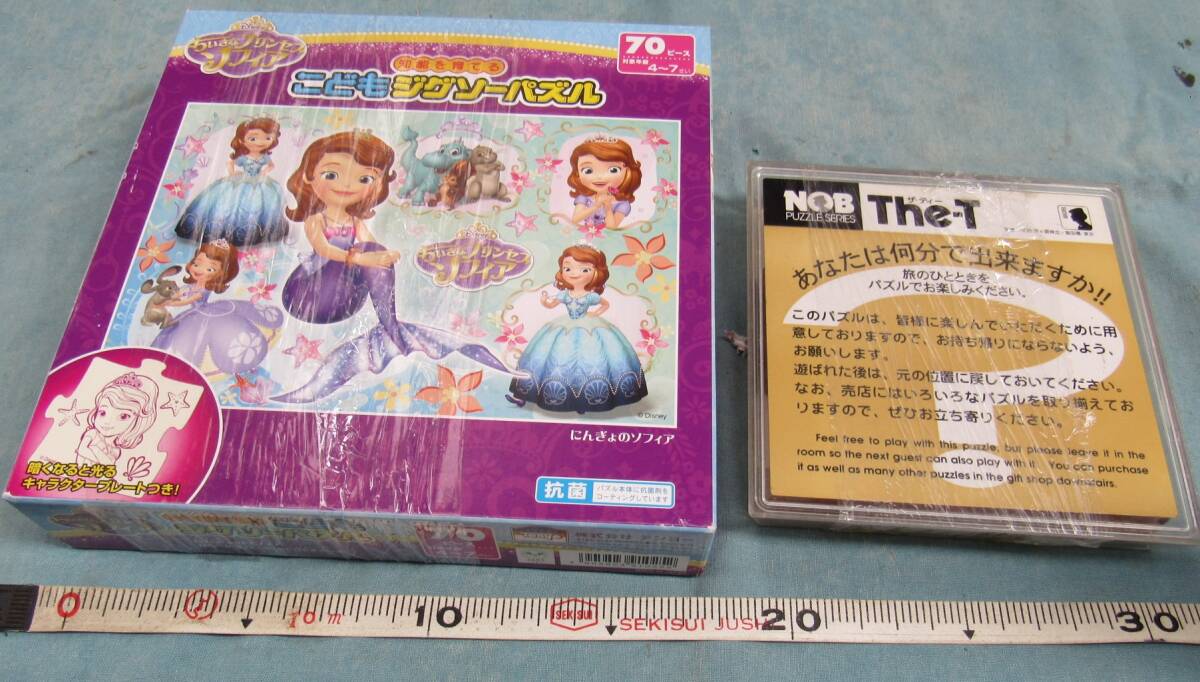 ちいさなプリンセス
ソフィア
70ピース
対象年齢 4〜7さい
知能を育てる
こどもジグソーパズル
ちいさなプリンセス
ソフィア
© Disney
にんぎょのソフィア
暗くなると光る
キャラクタープレートつき!
抗菌
パズル本体に抗菌剤を
コーティングしています
70
NOB
PUZZLE SERIES
ザ・ティー
The-T
あなたは何分で出来ますか!!
旅のひとときを
パズルでお楽しみください。
このパズルは、皆様に楽しんでいただくために用
意しておりますので、お持ち帰りにならないよう、
お願いします。
遊ばれた後は、元の位置に戻しておいてください。
なお、売店にはいろいろなパズルを取り揃えてお
りますので、ぜひお立ち寄りください。
Feel free to play with this puzzle, but please leave it in the
room so the next guest can also play with it. You can purchase
it as well as many other puzzles in the gift shop downstairs.
0 10m 10 SEKISUI SEKISUI JUSHI 20 30